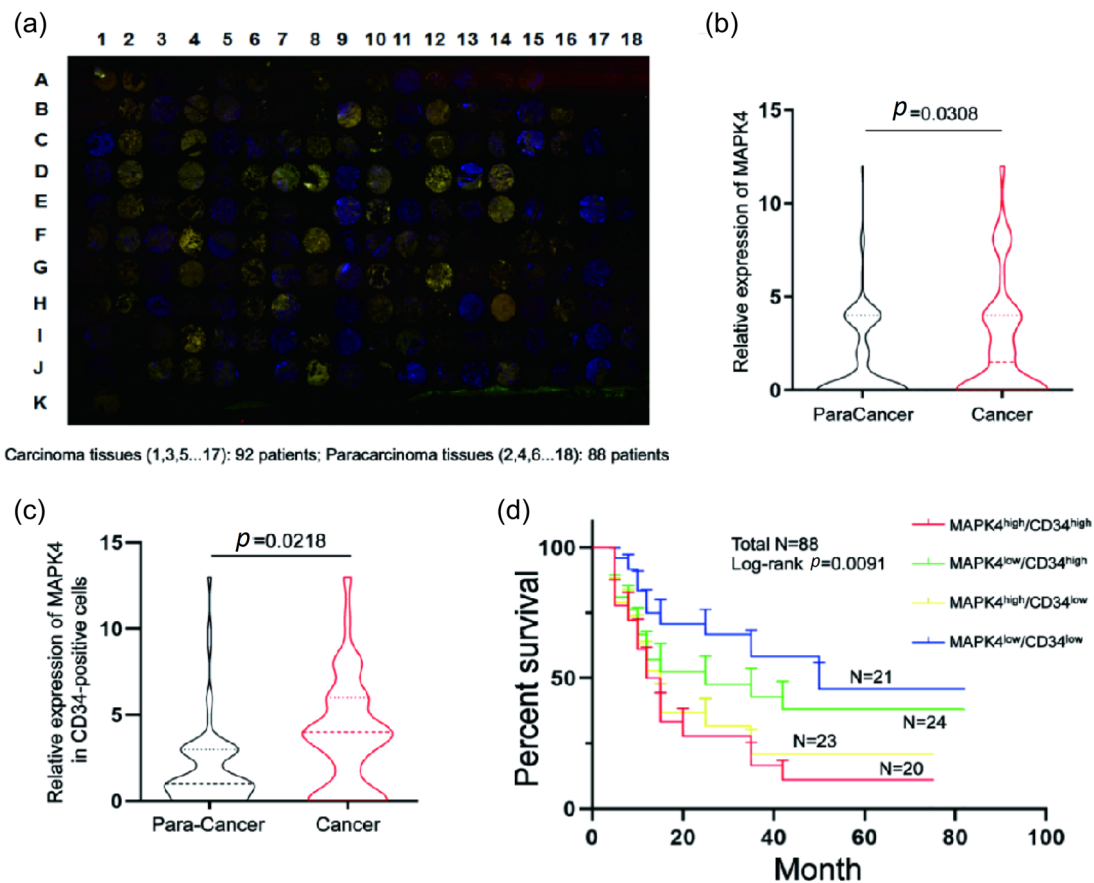 (a)
1 2 3 4 5 6 7 8 9 10 11 12 13 14 15 16 17 18
A
B
C
D
E
F
G
H
I
J
K
Carcinoma tissues (1,3,5...17): 92 patients; Paracarcinoma tissues (2,4,6...18): 88 patients
(b)
Relative expression of MAPK4
15
10
5
0
p=0.0308
ParaCancer
Cancer
(c)
Relative expression of MAPK4
in CD34-positive cells
15
10
5
0
p=0.0218
Para-Cancer
Cancer
(d)
Percent survival
100
50
0
Total N=88
Log-rank p=0.0091
MAPK4high/CD34high
MAPK4low/CD34high
MAPK4high/CD34low
MAPK4low/CD34low
N=21
N=24
N=23
N=20
0 20 40 60 80 100
Month